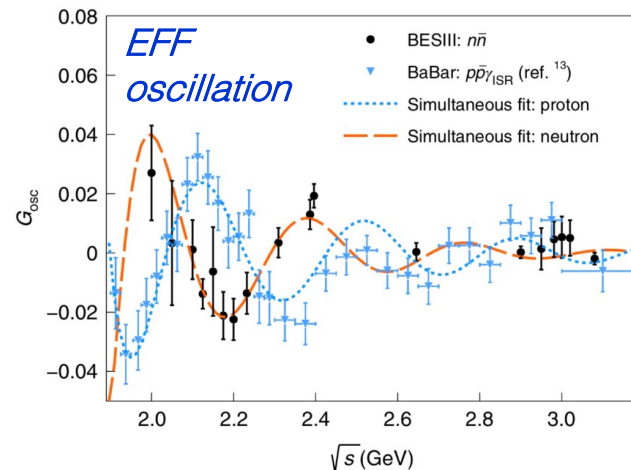 EFF
oscillation
BESIII: nn̄
BaBar: pp̄γISR (ref. ¹³)
Simultaneous fit: proton
Simultaneous fit: neutron
0.08
0.06
0.04
0.02
0
−0.02
−0.04
Gosc
2.0 2.2 2.4 2.6 2.8 3.0
√s (GeV)